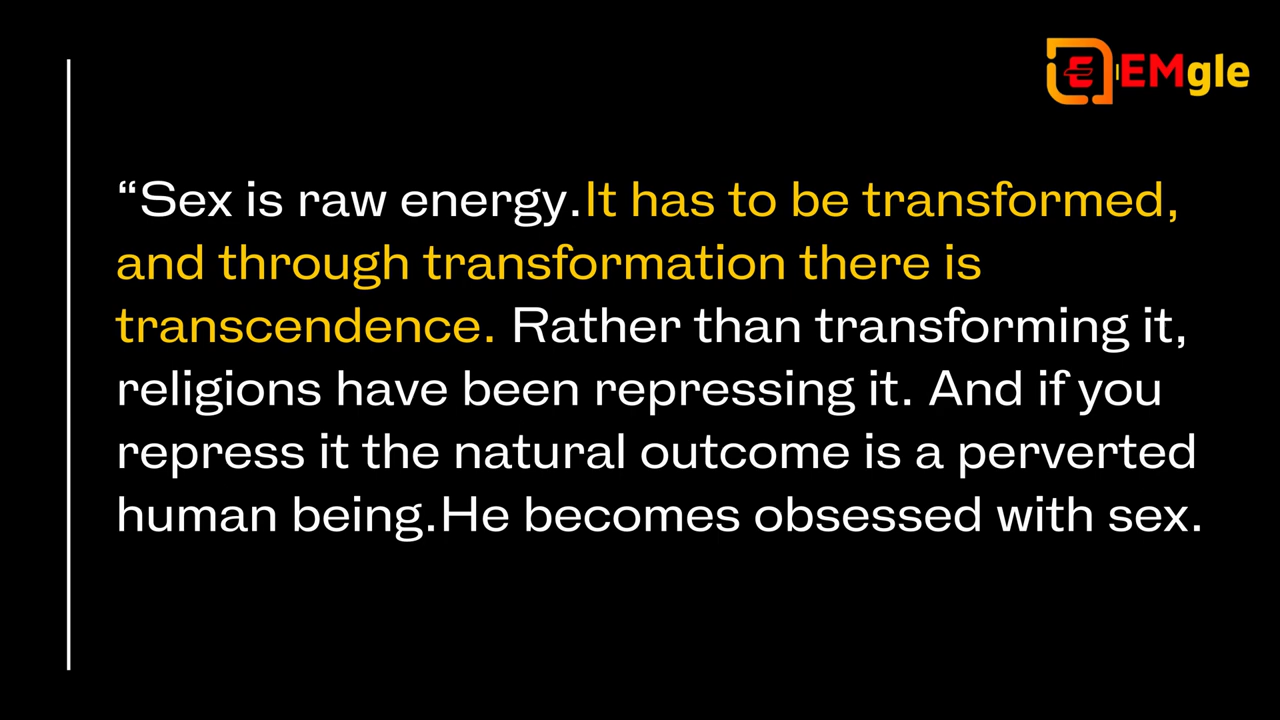 EMgle
“Sex is raw energy.It has to be transformed,
and through transformation there is
transcendence. Rather than transforming it,
religions have been repressing it. And if you
repress it the natural outcome is a perverted
human being.He becomes obsessed with sex.